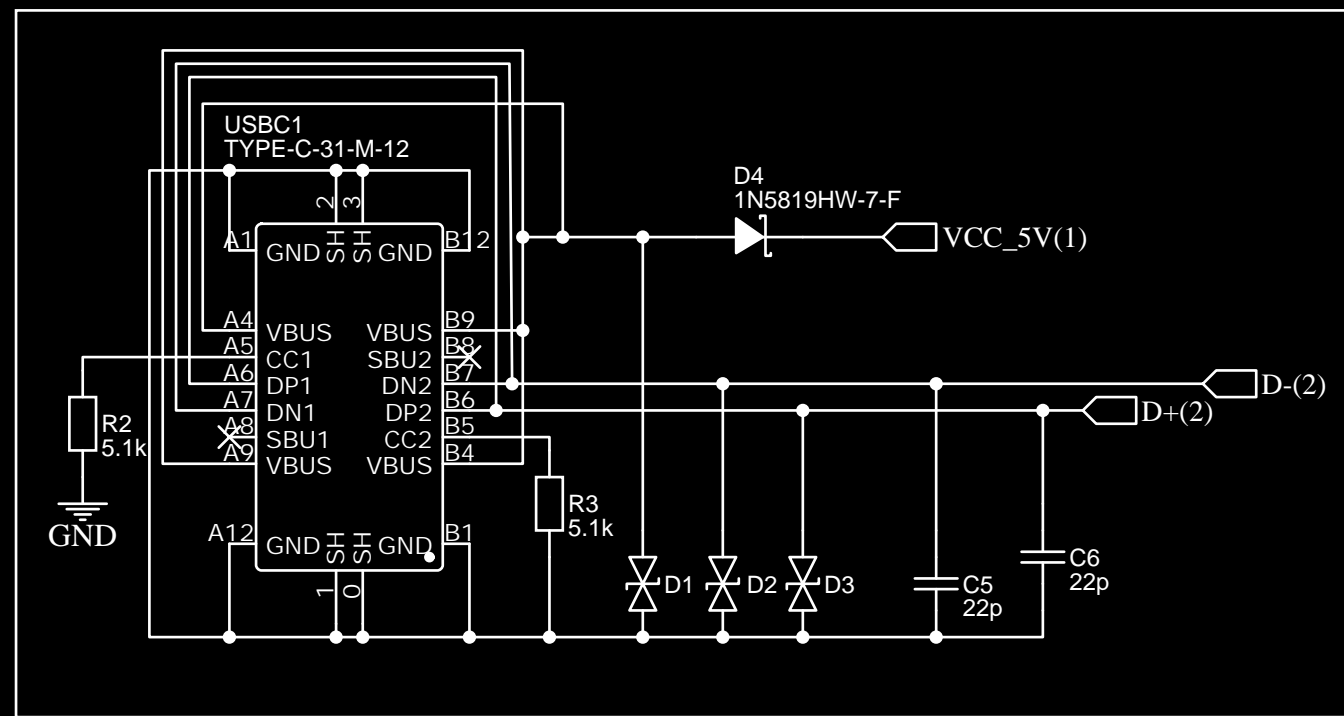 USBC1
TYPE-C-31-M-12
2
3
A1
B12
GND
SH
SH
GND
D4
1N5819HW-7-F
VCC_5V(1)
A4
VBUS
VBUS
B9
A5
CC1
SBU2
B8
A6
DP1
DN2
B7
D-(2)
A7
DN1
DP2
B6
D+(2)
A8
SBU1
CC2
B5
A9
VBUS
VBUS
B4
R2
5.1k
GND
R3
5.1k
A12
GND
SH
SH
GND
B1
1
0
D1
D2
D3
C5
22p
C6
22p